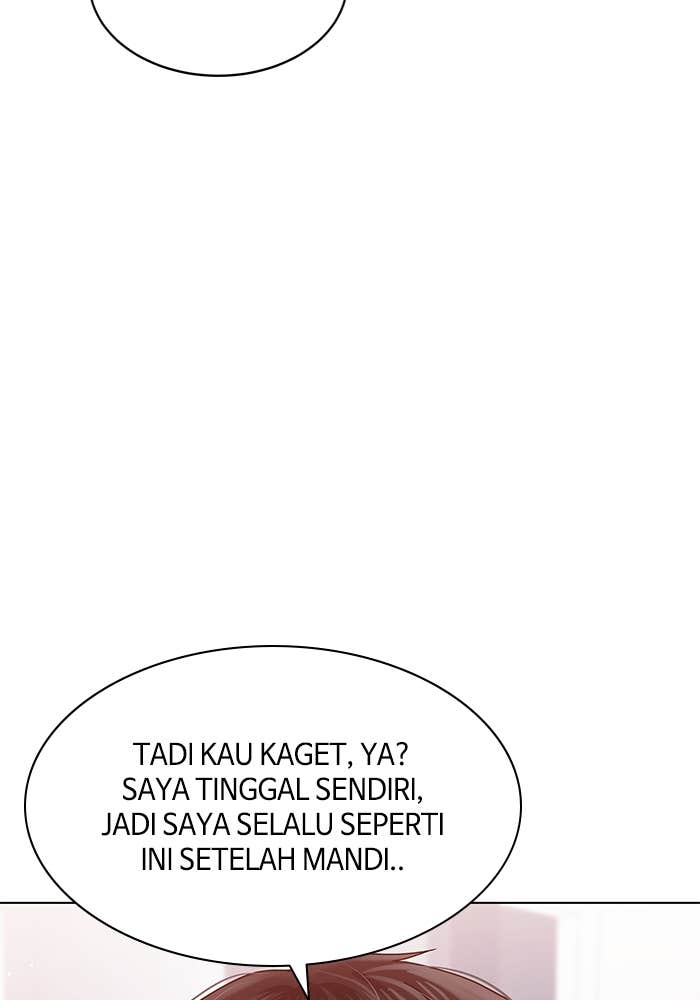 TADI KAU KAGET, YA?
SAYA TINGGAL SENDIRI,
JADI SAYA SELALU SEPERTI
INI SETELAH MANDI..